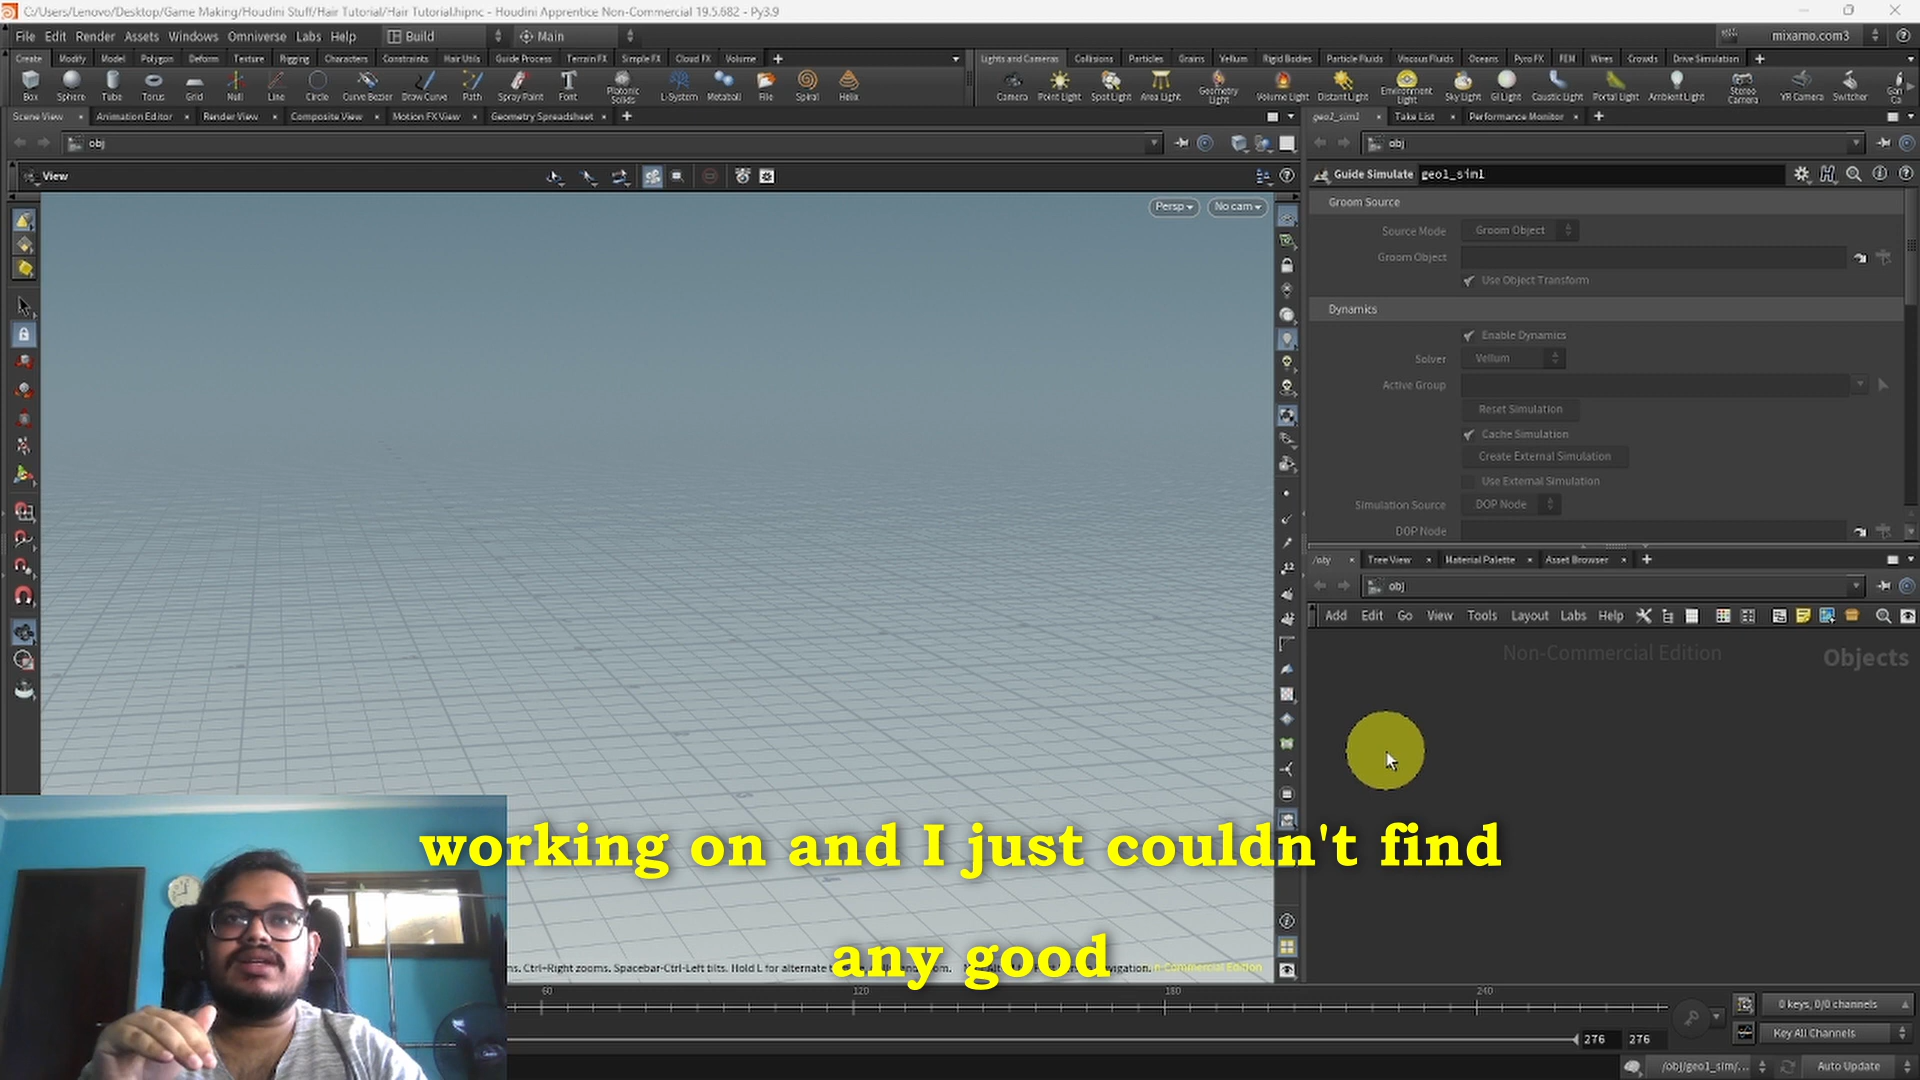 C:/Users/Lenovo/Desktop/Game Making/Houdini Stuff/Hair Tutorial/Hair Tutorial.hipnc - Houdini Apprentice Non-Commercial 19.5.682 - Py3.9
File Edit Render Assets Windows Omniverse Labs Help Build Main mixamo.com3
Create Modify Model Polygon Deform Texture Rigging Characters Constraints Hair Utils Guide Process Terrain FX Simple FX Cloud FX Volume Lights and Cameras Collisions Particles Grains Vellum Rigid Bodies Particle Fluids Viscous Fluids Oceans Pyro FX FEM Wires Crowds Drive Simulation
Box Sphere Tube Torus Grid Null Line Circle Curve Bezier Draw Curve Path Spray Paint Font Platonic Solids L-System Metaball File Spiral Helix Camera Point Light Spot Light Area Light Geometry Light Volume Light Distant Light Environment Light Sky Light GI Light Caustic Light Portal Light Ambient Light Stereo Camera VR Camera Switcher
Scene View Animation Editor Render View Composite View Motion FX View Geometry Spreadsheet geo1_sim1 Take List Performance Monitor
obj obj
View
Persp No cam
Guide Simulate geo1_sim1
Groom Source
Source Mode Groom Object
Groom Object
Use Object Transform
Dynamics
Enable Dynamics
Solver Vellum
Active Group
Reset Simulation
Cache Simulation
Create External Simulation
Use External Simulation
Simulation Source DOP Node
DOP Node
/obj Tree View Material Palette Asset Browser
obj
Add Edit Go View Tools Layout Labs Help
Non-Commercial Edition Objects
working on and I just couldn't find
any good
Ctrl+Right zooms. Spacebar-Ctrl-Left tilts. Hold L for alternate
n-Commercial Edition
60 120 180 240
0 keys, 0/0 channels
276 276 Key All Channels
/obj/geo1_sim/... Auto Update